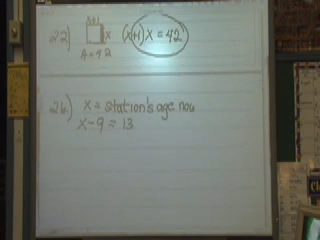 x+1
22) x (x+1)x = 42
A = 42
26) x = station's age now
x - 9 = 13